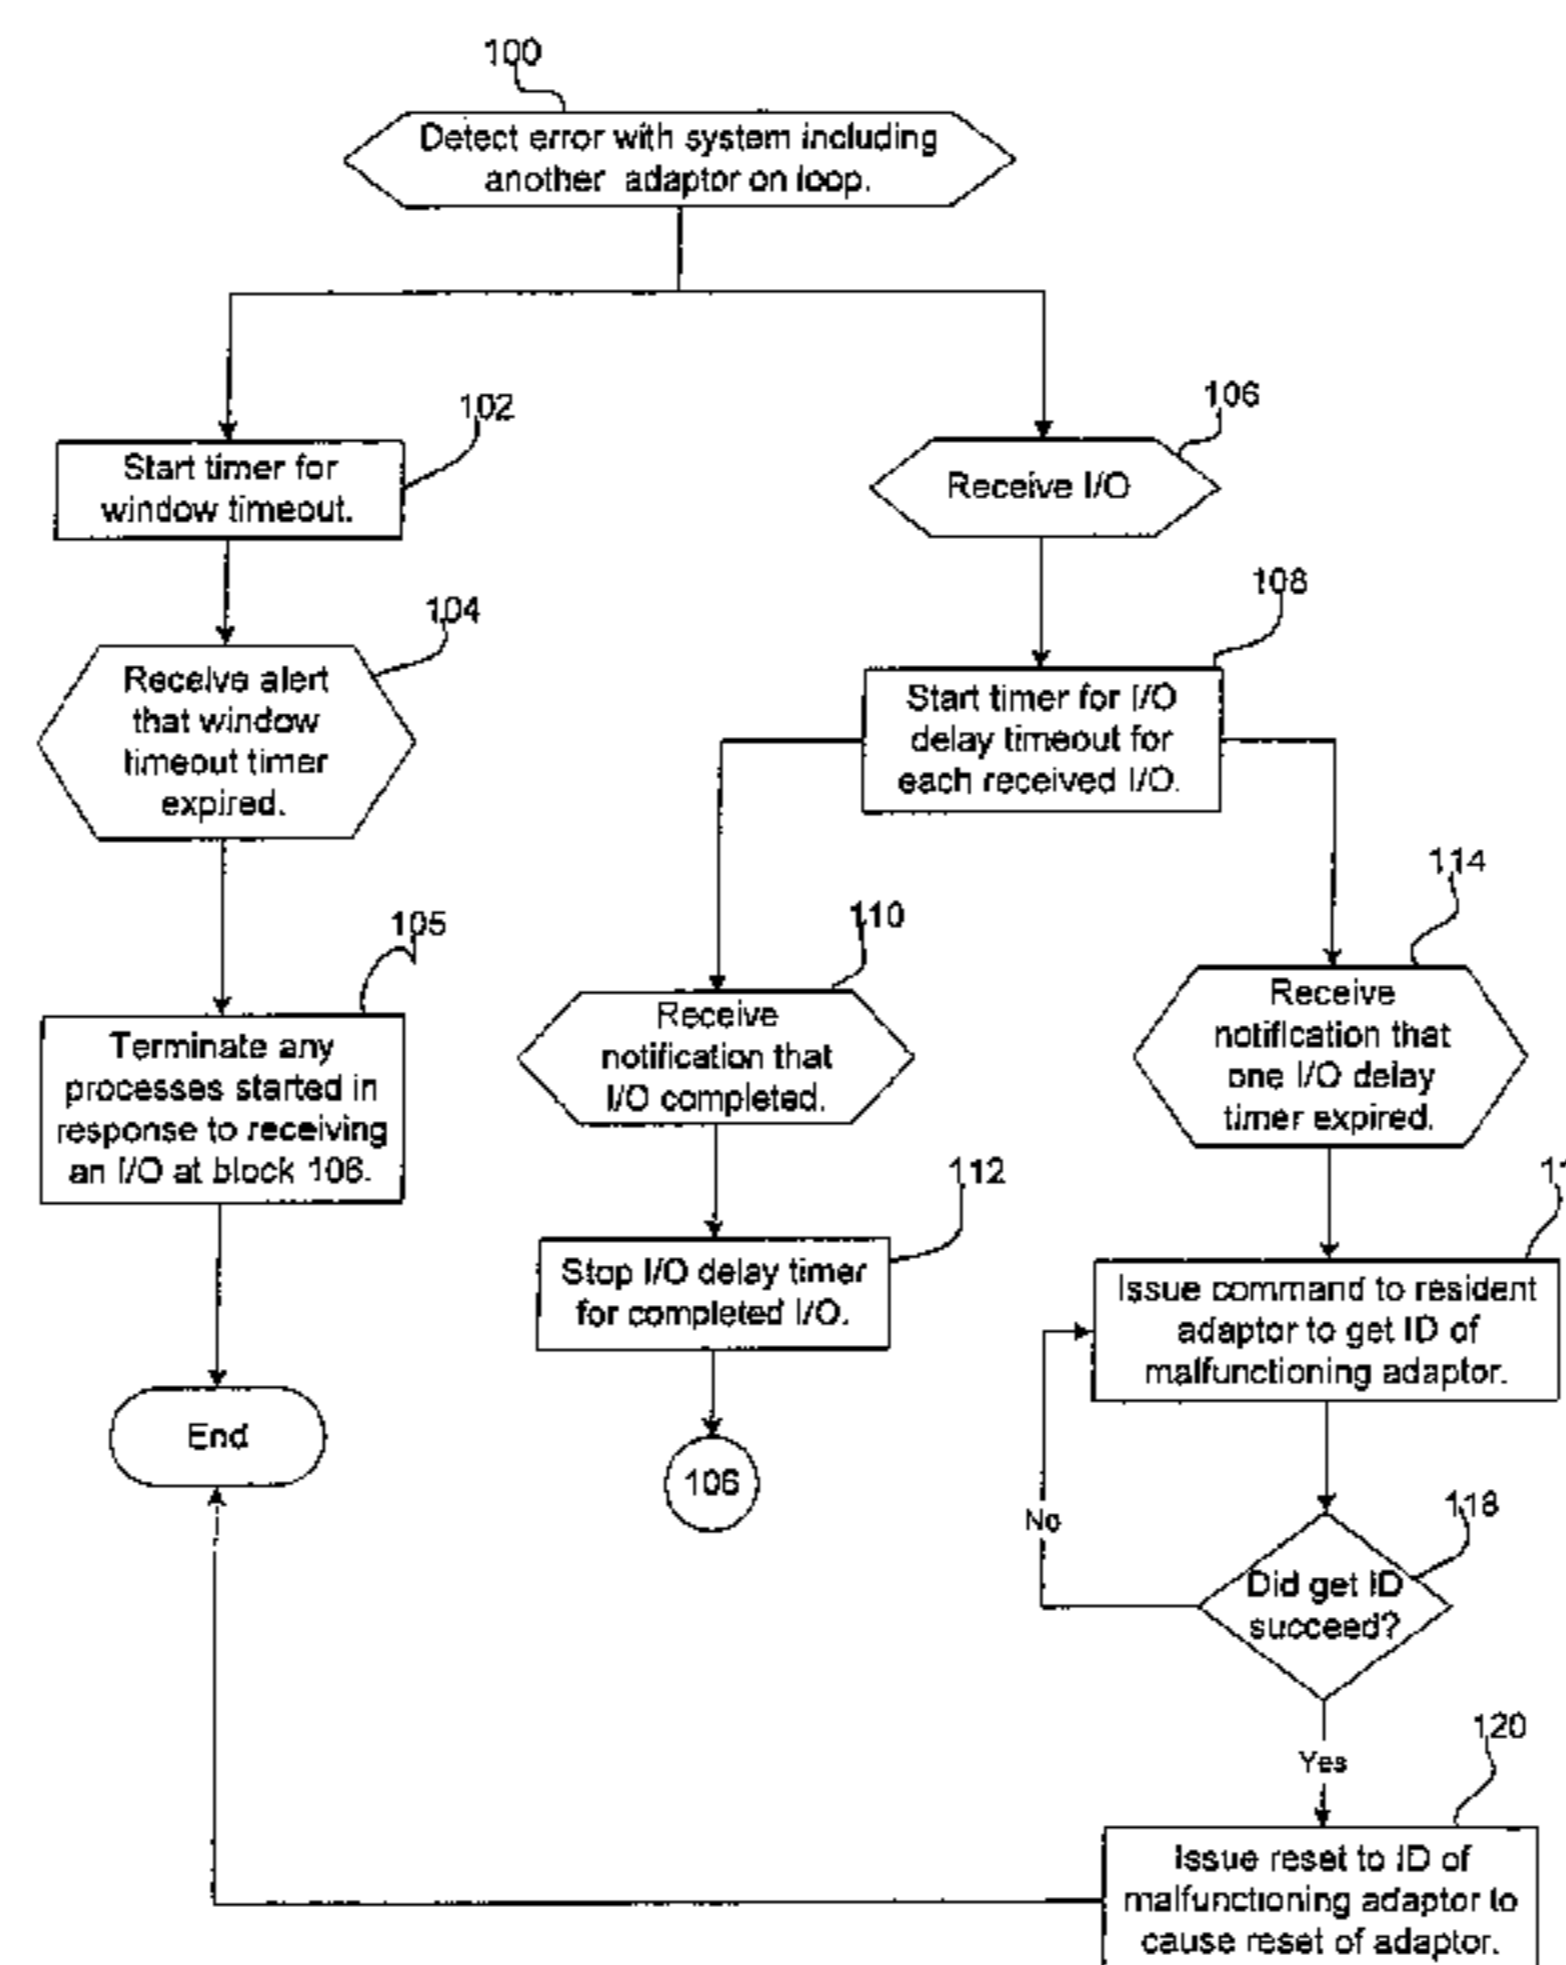 100
Detect error with system including
another adaptor on loop.
102
Start timer for
window timeout.
106
Receive I/O
104
Receive alert
that window
timeout timer
expired.
108
Start timer for I/O
delay timeout for
each received I/O.
105
Terminate any
processes started in
response to receiving
an I/O at block 106.
110
Receive
notification that
I/O completed.
114
Receive
notification that
one I/O delay
timer expired.
112
Stop I/O delay timer
for completed I/O.
Issue command to resident
adaptor to get ID of
malfunctioning adaptor.
End
106
No
118
Did get ID
succeed?
Yes
120
Issue reset to ID of
malfunctioning adaptor to
cause reset of adaptor.